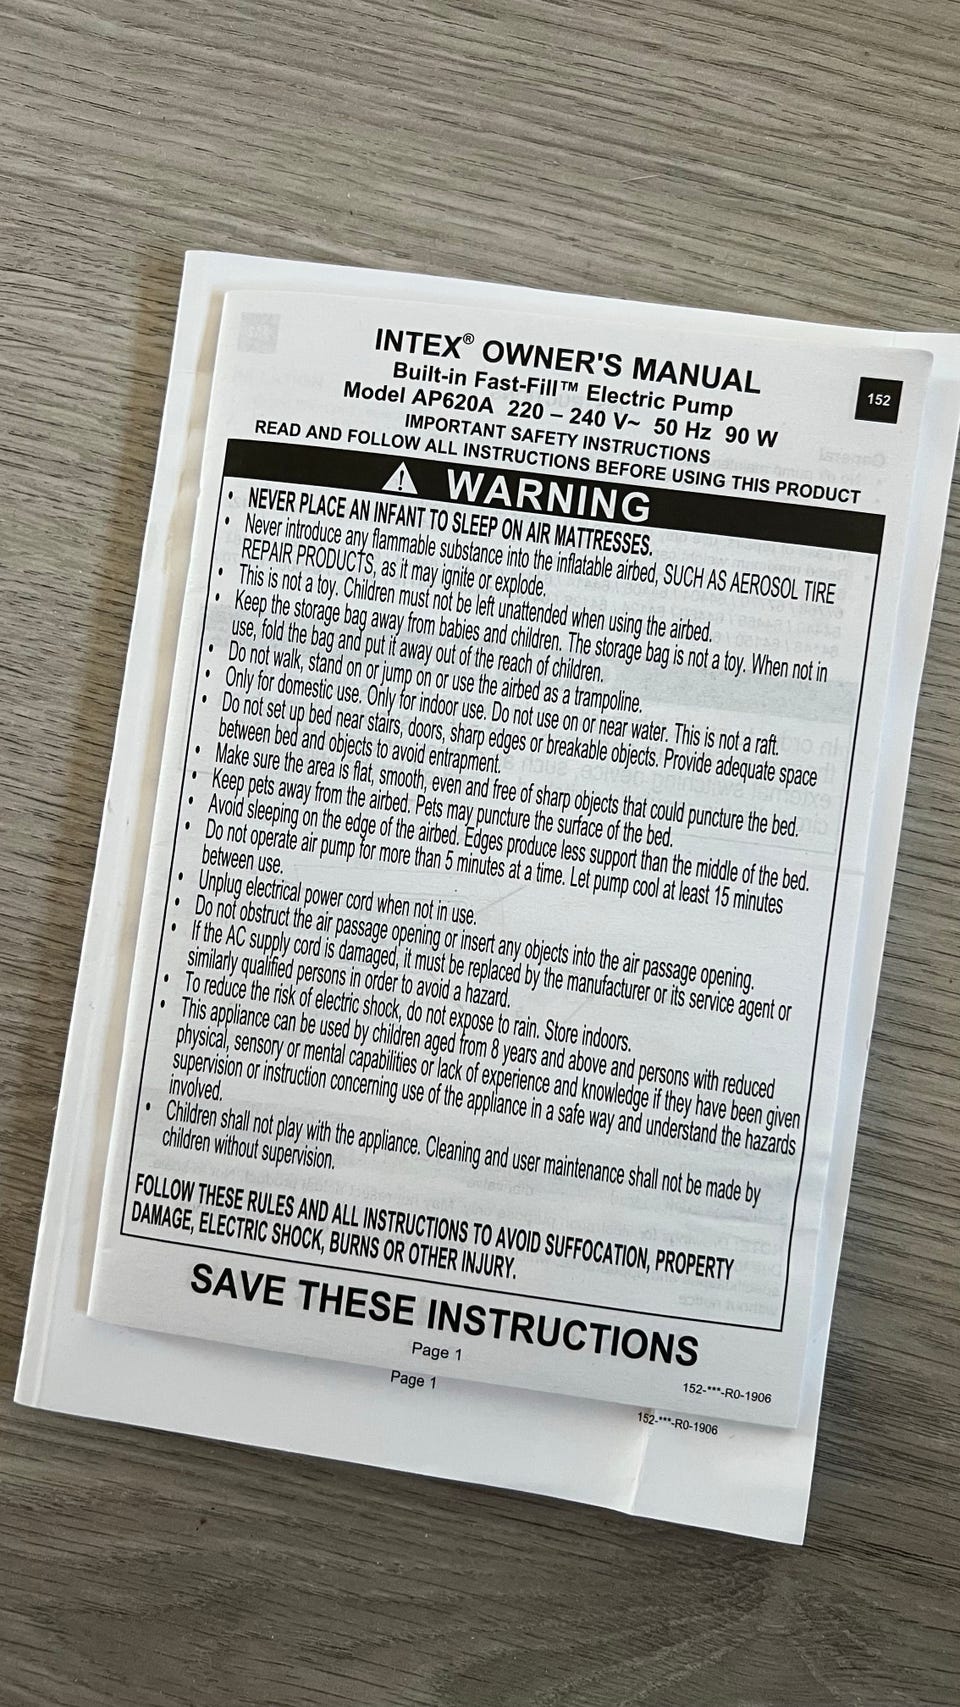 INTEX® OWNER'S MANUAL
Built-in Fast-Fill™ Electric Pump
Model AP620A 220 – 240 V~ 50 Hz 90 W
152
IMPORTANT SAFETY INSTRUCTIONS
READ AND FOLLOW ALL INSTRUCTIONS BEFORE USING THIS PRODUCT
WARNING
• NEVER PLACE AN INFANT TO SLEEP ON AIR MATTRESSES.
• Never introduce any flammable substance into the inflatable airbed, SUCH AS AEROSOL TIRE
REPAIR PRODUCTS, as it may ignite or explode.
• This is not a toy. Children must not be left unattended when using the airbed.
• Keep the storage bag away from babies and children. The storage bag is not a toy. When not in
use, fold the bag and put it away out of the reach of children.
• Do not walk, stand on or jump on or use the airbed as a trampoline.
• Only for domestic use. Only for indoor use. Do not use on or near water. This is not a raft.
• Do not set up bed near stairs, doors, sharp edges or breakable objects. Provide adequate space
between bed and objects to avoid entrapment.
• Make sure the area is flat, smooth, even and free of sharp objects that could puncture the bed.
• Keep pets away from the airbed. Pets may puncture the surface of the bed.
• Avoid sleeping on the edge of the airbed. Edges produce less support than the middle of the bed.
• Do not operate air pump for more than 5 minutes at a time. Let pump cool at least 15 minutes
between use.
• Unplug electrical power cord when not in use.
• Do not obstruct the air passage opening or insert any objects into the air passage opening.
• If the AC supply cord is damaged, it must be replaced by the manufacturer or its service agent or
similarly qualified persons in order to avoid a hazard.
• To reduce the risk of electric shock, do not expose to rain. Store indoors.
• This appliance can be used by children aged from 8 years and above and persons with reduced
physical, sensory or mental capabilities or lack of experience and knowledge if they have been given
supervision or instruction concerning use of the appliance in a safe way and understand the hazards
involved.
• Children shall not play with the appliance. Cleaning and user maintenance shall not be made by
children without supervision.
FOLLOW THESE RULES AND ALL INSTRUCTIONS TO AVOID SUFFOCATION, PROPERTY
DAMAGE, ELECTRIC SHOCK, BURNS OR OTHER INJURY.
SAVE THESE INSTRUCTIONS
Page 1
152-***-R0-1906
Page 1
152-***-R0-1906